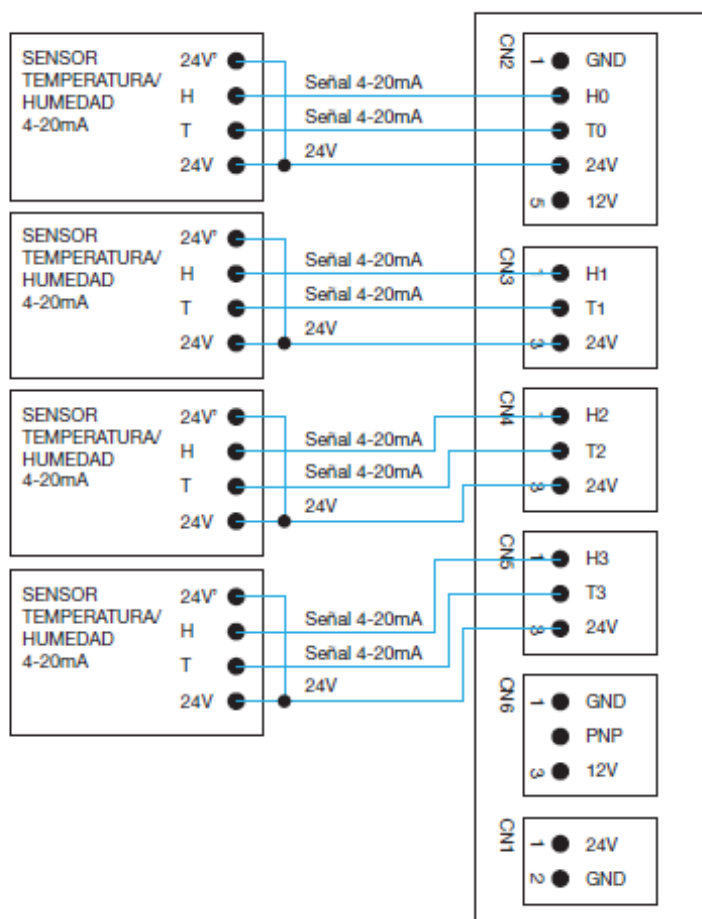 SENSOR
TEMPERATURA/
HUMEDAD
4-20mA
24V'
H
T
24V
Señal 4-20mA
Señal 4-20mA
24V
CN2
1
GND
H0
T0
24V
5
12V
SENSOR
TEMPERATURA/
HUMEDAD
4-20mA
24V'
H
T
24V
Señal 4-20mA
Señal 4-20mA
24V
CN3
1
H1
T1
3
24V
SENSOR
TEMPERATURA/
HUMEDAD
4-20mA
24V'
H
T
24V
Señal 4-20mA
Señal 4-20mA
24V
CN4
1
H2
T2
3
24V
SENSOR
TEMPERATURA/
HUMEDAD
4-20mA
24V'
H
T
24V
Señal 4-20mA
Señal 4-20mA
24V
CN5
1
H3
T3
3
24V
CN6
1
GND
PNP
3
12V
CN1
1
24V
2
GND